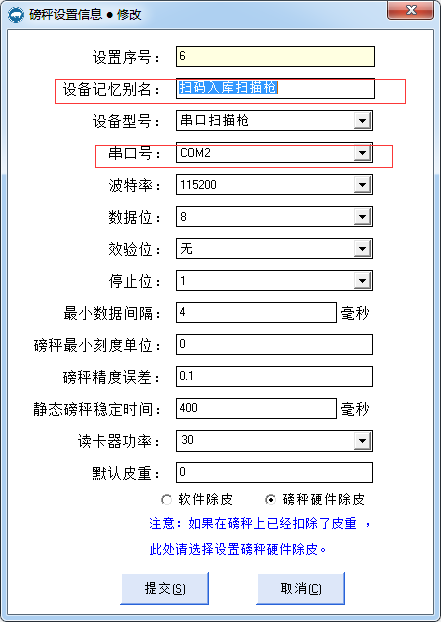 磅秤设置信息 ● 修改
设置序号： 6
设备记忆别名： 扫码入库扫描枪
设备型号： 串口扫描枪
串口号： COM2
波特率： 115200
数据位： 8
效验位： 无
停止位： 1
最小数据间隔： 4 毫秒
磅秤最小刻度单位： 0
磅秤精度误差： 0.1
静态磅秤稳定时间： 400 毫秒
读卡器功率： 30
默认皮重： 0
软件除皮 磅秤硬件除皮
注意：如果在磅秤上已经扣除了皮重 ，
此处请选择设置磅秤硬件除皮。
提交(S) 取消(C)